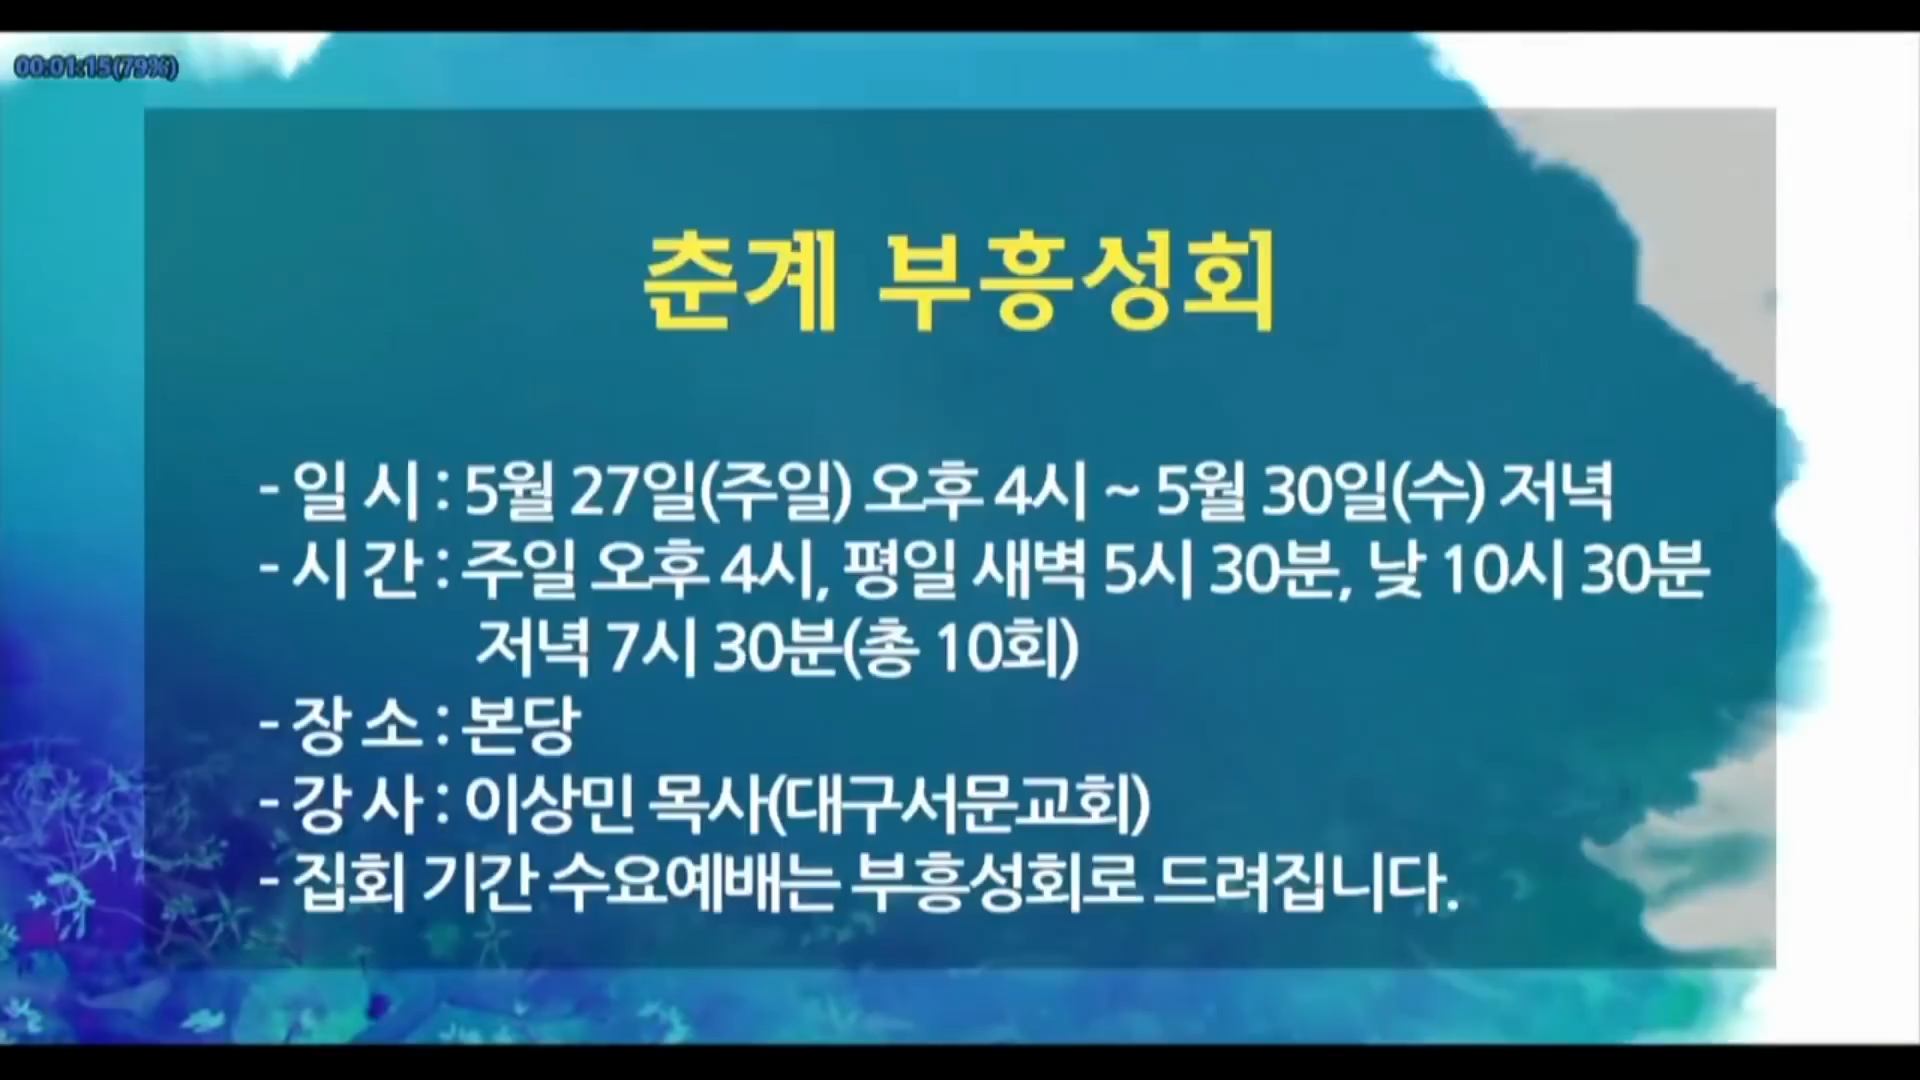 00:01:15(79%)
춘계 부흥성회
- 일 시 : 5월 27일(주일) 오후 4시 ~ 5월 30일(수) 저녁
- 시 간 : 주일 오후 4시, 평일 새벽 5시 30분, 낮 10시 30분
저녁 7시 30분(총 10회)
- 장 소 : 본당
- 강 사 : 이상민 목사(대구서문교회)
- 집회 기간 수요예배는 부흥성회로 드려집니다.